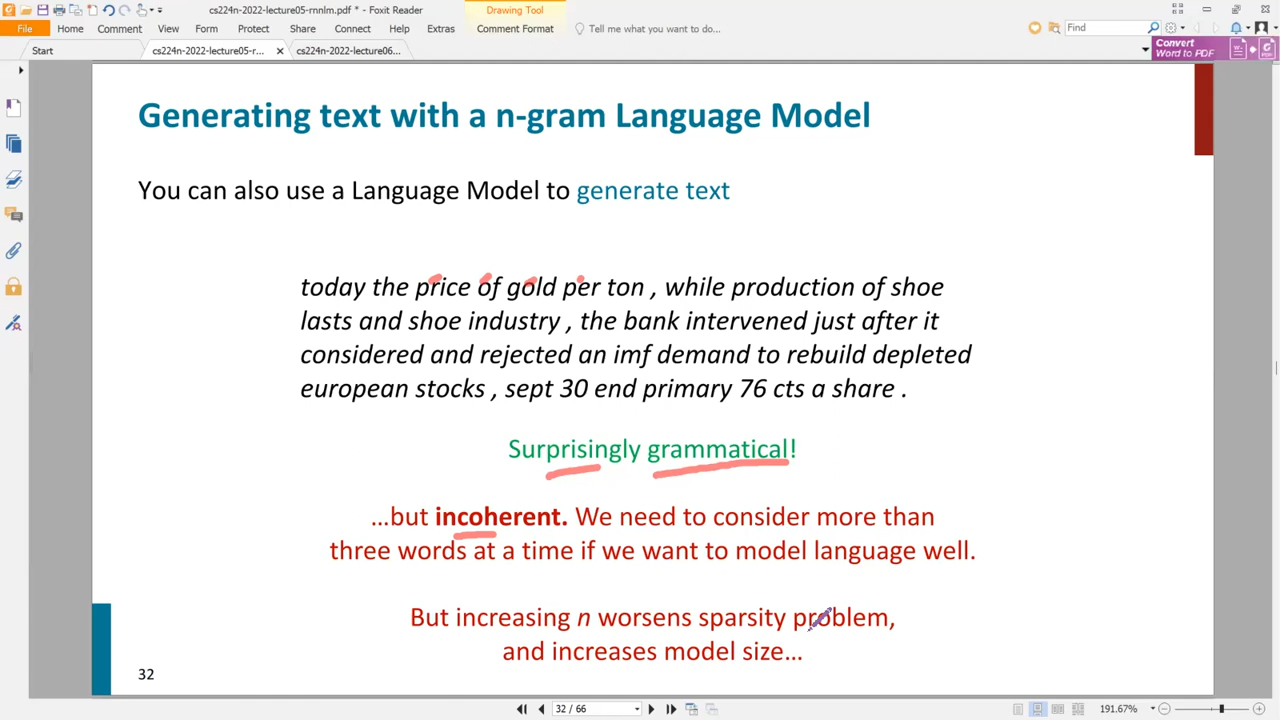 cs224n-2022-lecture05-rnnlm.pdf * - Foxit Reader
Drawing Tool
File Home Comment View Form Protect Share Connect Help Extras Comment Format Tell me what you want to do... Find
Start cs224n-2022-lecture05-r... cs224n-2022-lecture06...
Convert
Word to PDF
Generating text with a n-gram Language Model
You can also use a Language Model to generate text
today the price of gold per ton , while production of shoe
lasts and shoe industry , the bank intervened just after it
considered and rejected an imf demand to rebuild depleted
european stocks , sept 30 end primary 76 cts a share .
Surprisingly grammatical!
...but incoherent. We need to consider more than
three words at a time if we want to model language well.
But increasing n worsens sparsity problem,
and increases model size...
32
32 / 66
191.67%